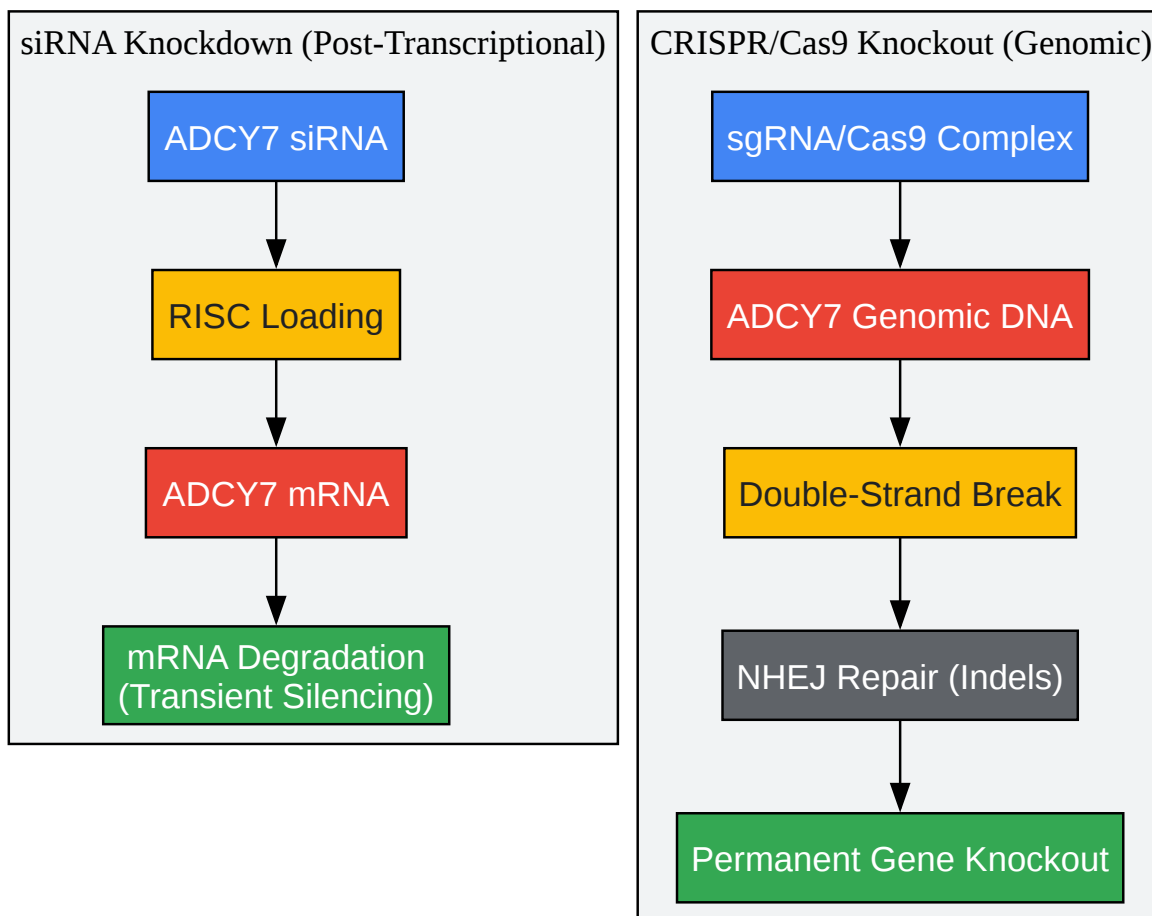 siRNA Knockdown (Post-Transcriptional)
ADCY7 siRNA
RISC Loading
ADCY7 mRNA
mRNA Degradation
(Transient Silencing)
CRISPR/Cas9 Knockout (Genomic)
sgRNA/Cas9 Complex
ADCY7 Genomic DNA
Double-Strand Break
NHEJ Repair (Indels)
Permanent Gene Knockout